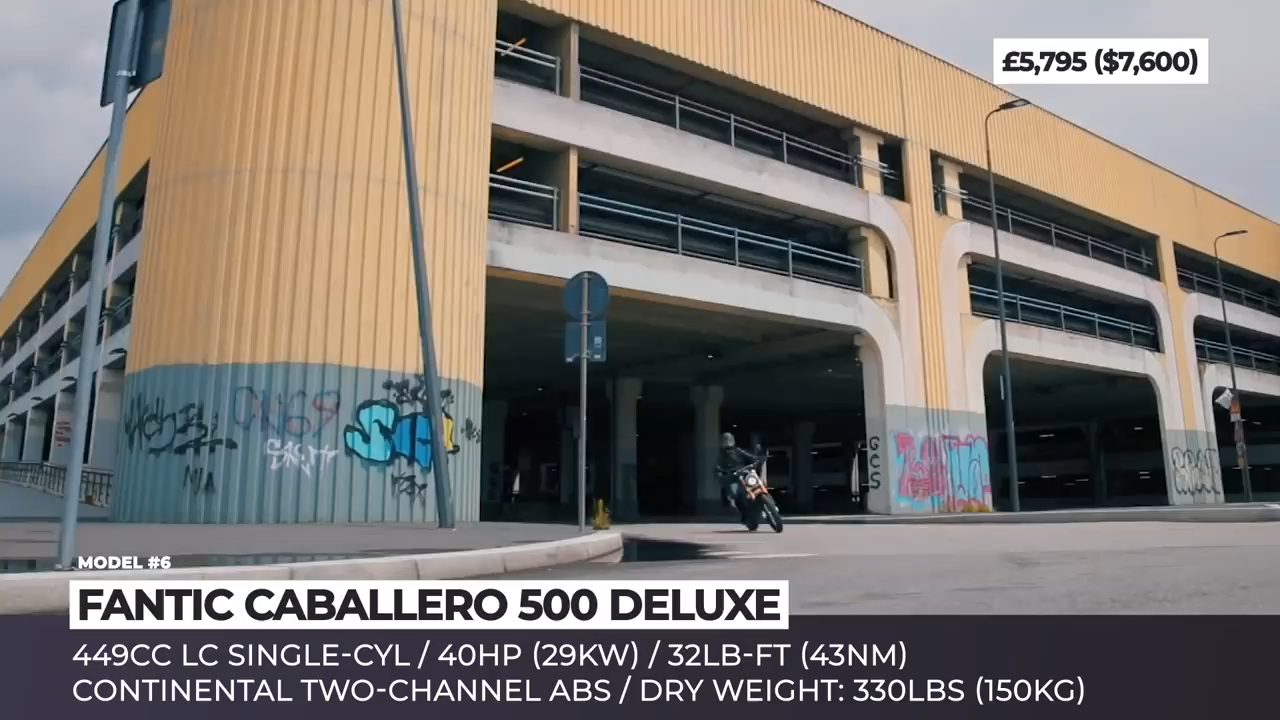 £5,795 ($7,600)
GCS
MODEL #6
FANTIC CABALLERO 500 DELUXE
449CC LC SINGLE-CYL / 40HP (29KW) / 32LB-FT (43NM)
CONTINENTAL TWO-CHANNEL ABS / DRY WEIGHT: 330LBS (150KG)